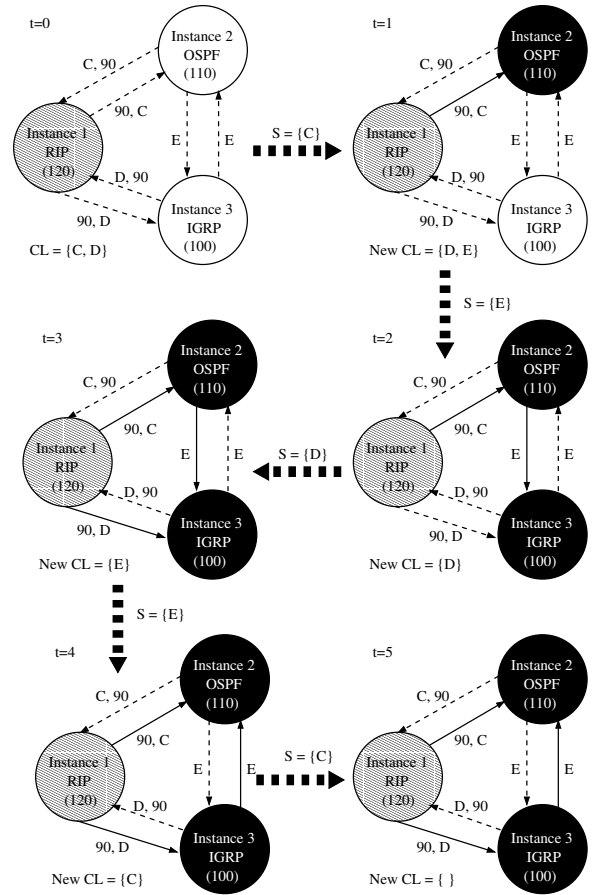 t=0
Instance 2
OSPF
(110)
C, 90
90, C
Instance 1
RIP
(120)
E
E
D, 90
90, D
Instance 3
IGRP
(100)
CL = {C, D}
S = {C}
t=1
Instance 2
OSPF
(110)
C, 90
90, C
Instance 1
RIP
(120)
E
E
D, 90
90, D
Instance 3
IGRP
(100)
New CL = {D, E}
S = {E}
t=3
Instance 2
OSPF
(110)
C, 90
90, C
Instance 1
RIP
(120)
E
E
D, 90
90, D
Instance 3
IGRP
(100)
New CL = {E}
S = {D}
t=2
Instance 2
OSPF
(110)
C, 90
90, C
Instance 1
RIP
(120)
E
E
D, 90
90, D
Instance 3
IGRP
(100)
New CL = {D}
S = {E}
t=4
Instance 2
OSPF
(110)
C, 90
90, C
Instance 1
RIP
(120)
E
E
D, 90
90, D
Instance 3
IGRP
(100)
New CL = {C}
S = {C}
t=5
Instance 2
OSPF
(110)
C, 90
90, C
Instance 1
RIP
(120)
E
E
D, 90
90, D
Instance 3
IGRP
(100)
New CL = { }